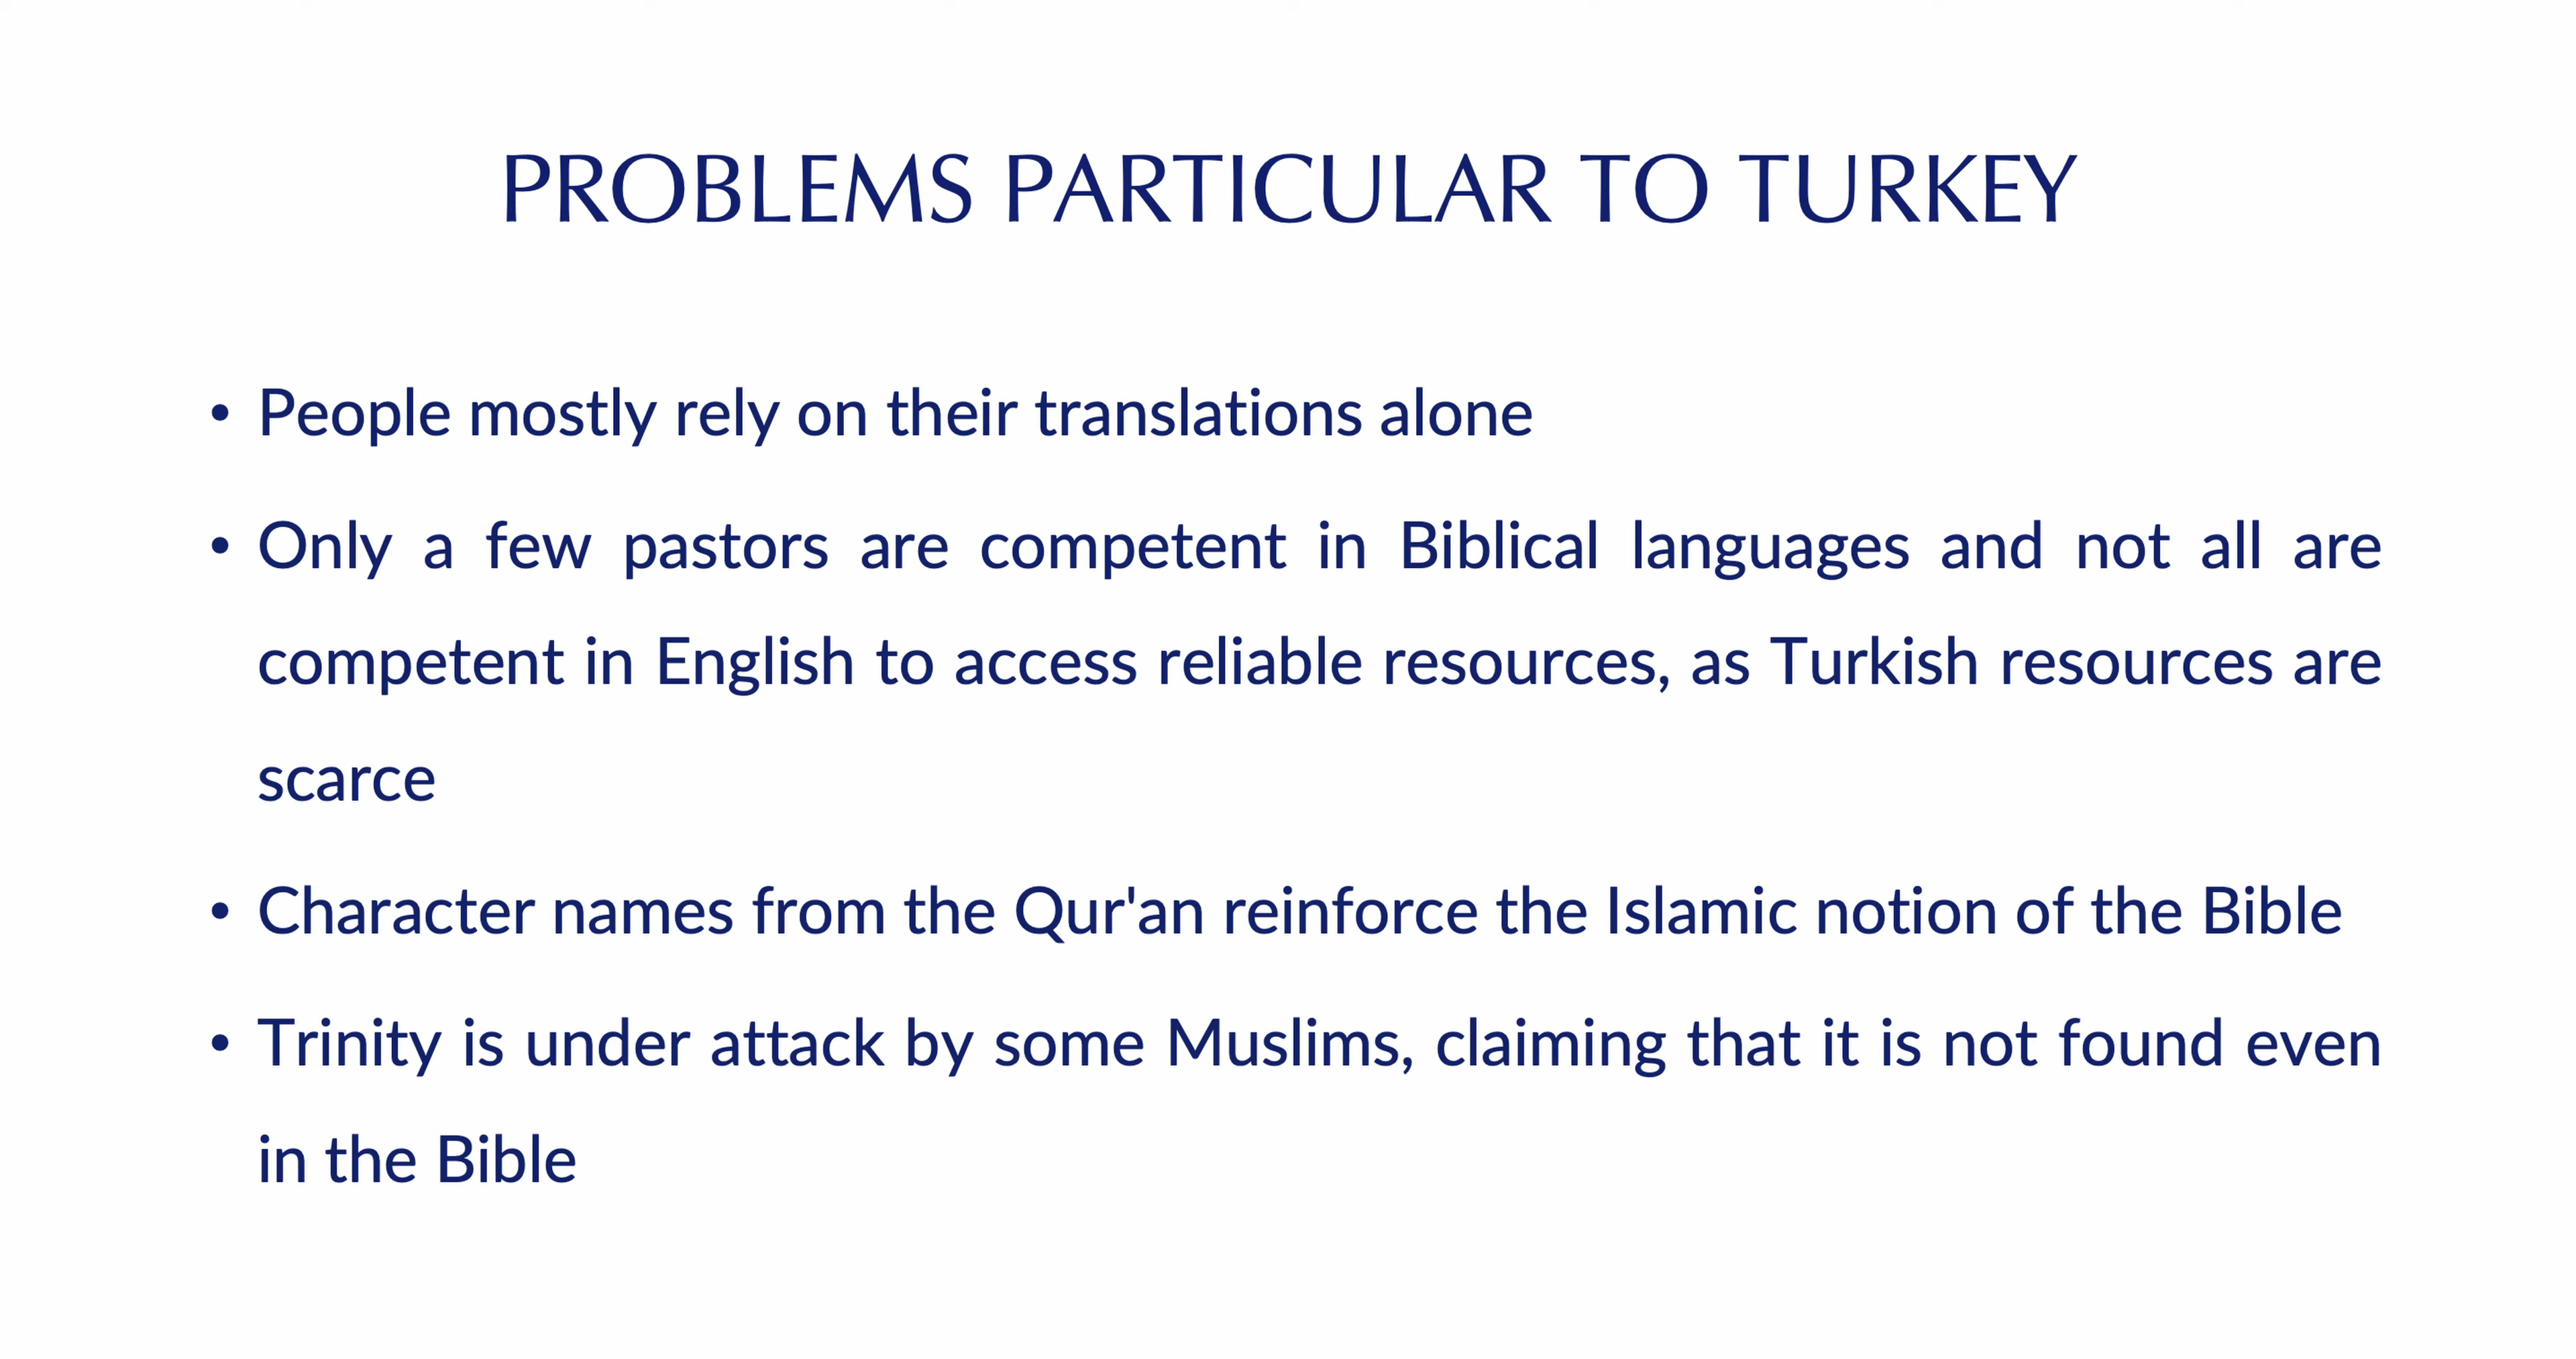 PROBLEMS PARTICULAR TO TURKEY
• People mostly rely on their translations alone
• Only a few pastors are competent in Biblical languages and not all are
competent in English to access reliable resources, as Turkish resources are
scarce
• Character names from the Qur'an reinforce the Islamic notion of the Bible
• Trinity is under attack by some Muslims, claiming that it is not found even
in the Bible